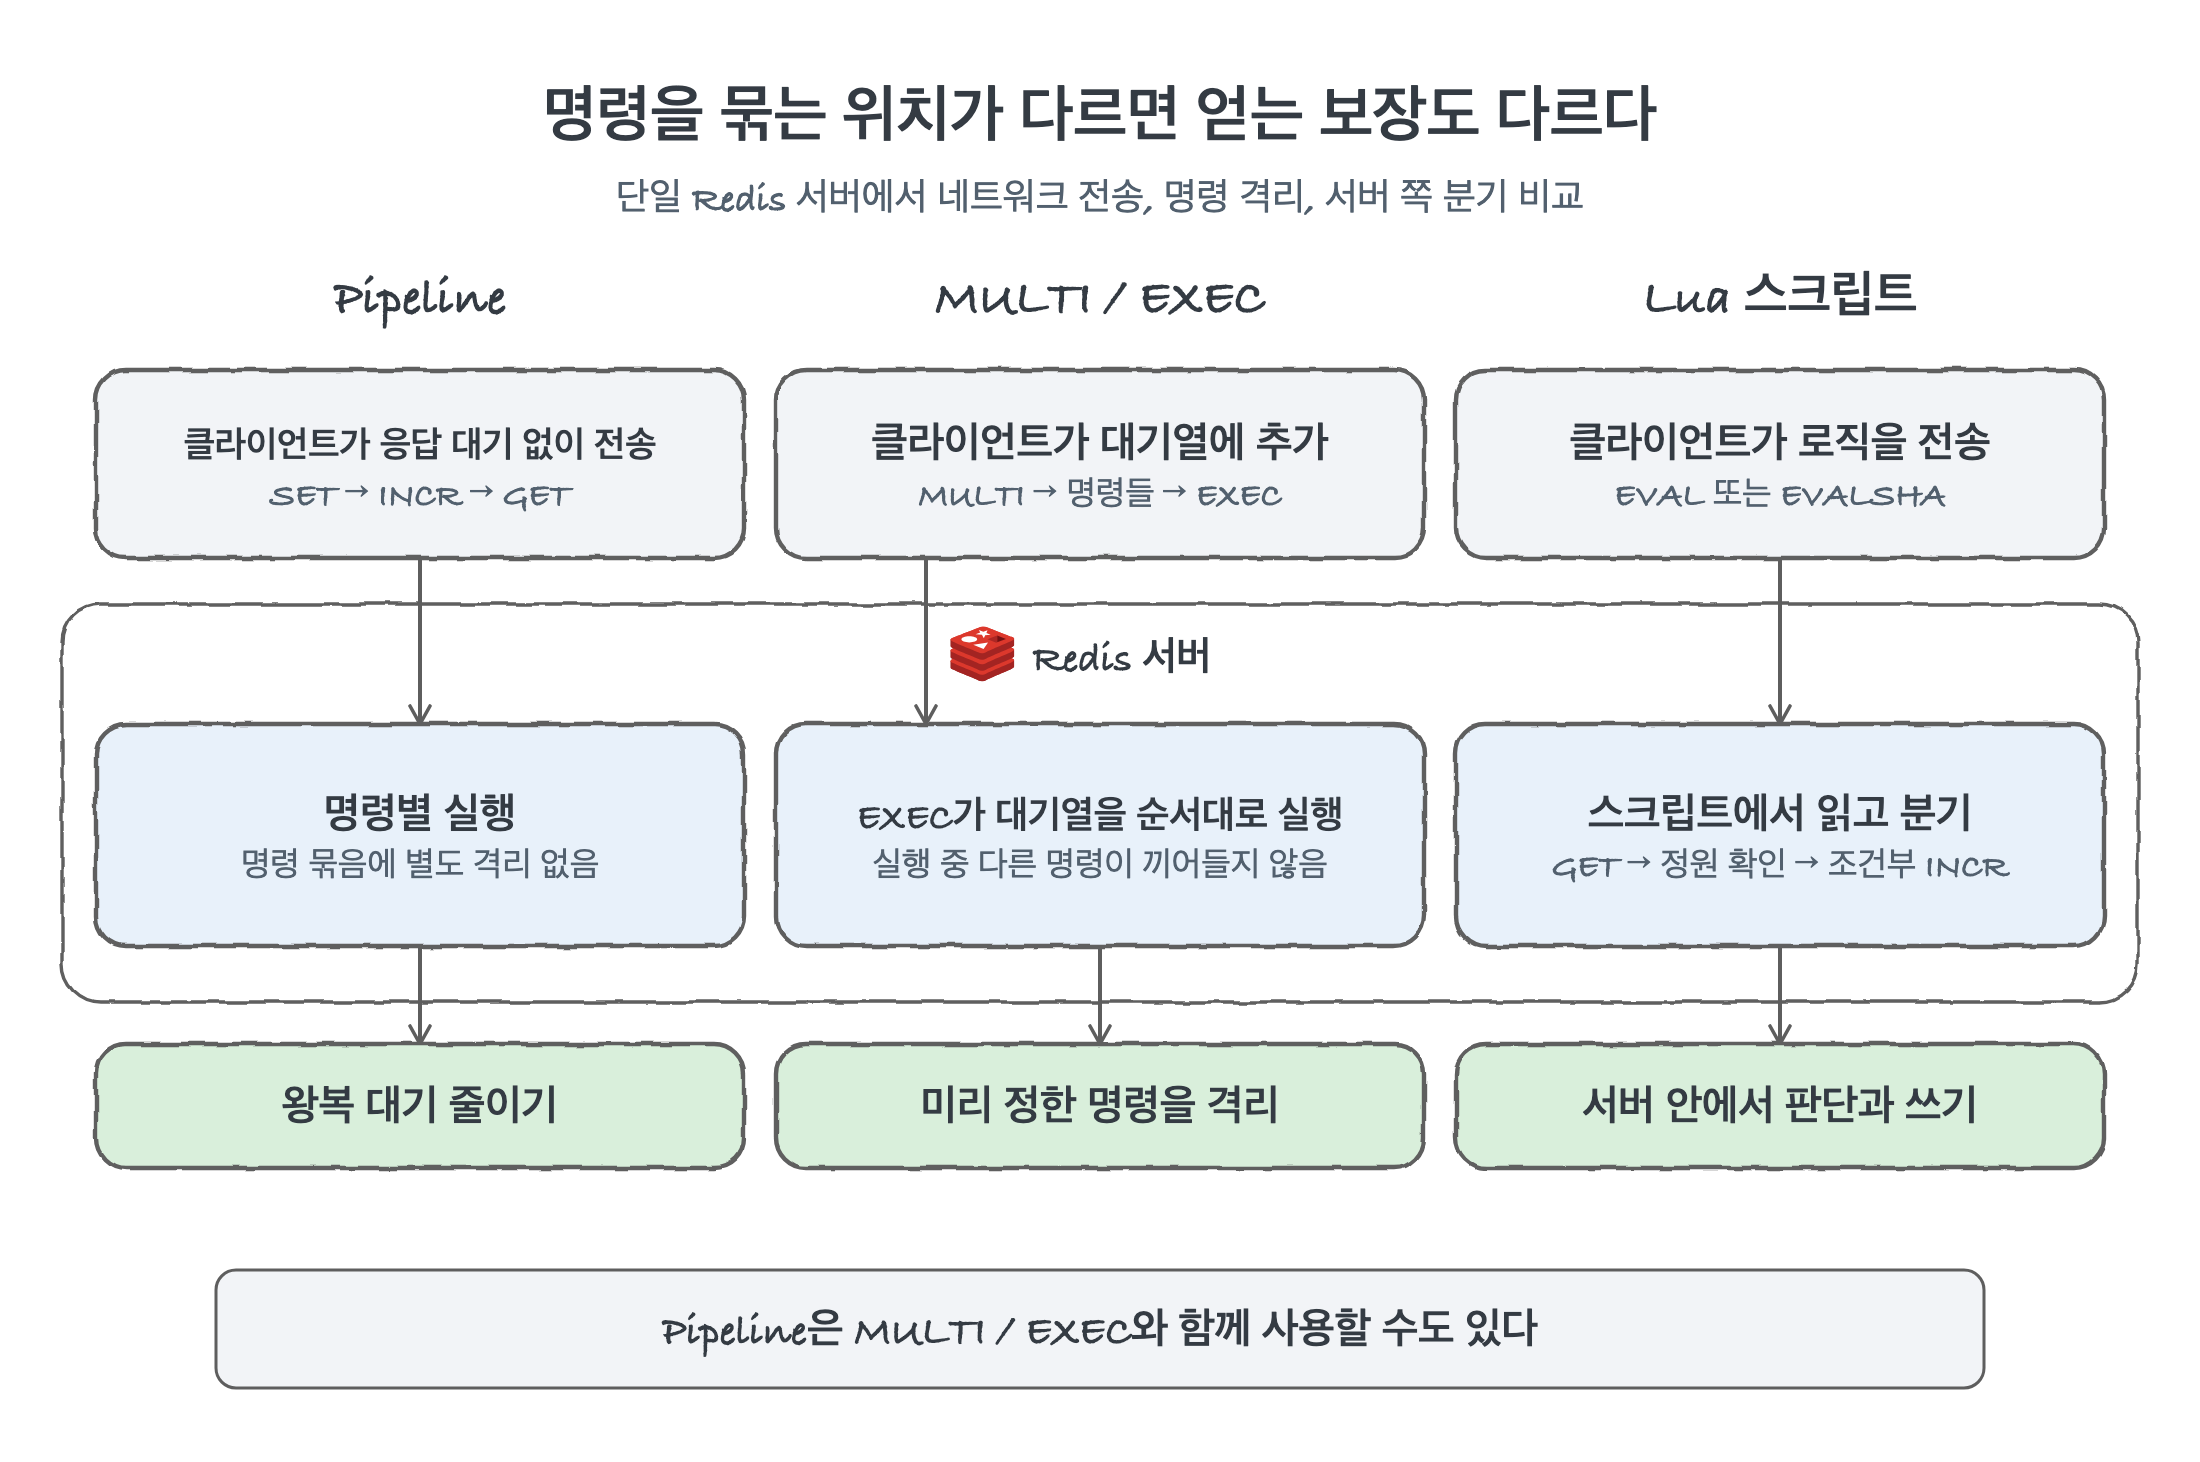 명령을 묶는 위치가 다르면 얻는 보장도 다르다
단일 Redis 서버에서 네트워크 전송, 명령 격리, 서버 쪽 분기 비교
Pipeline
MULTI / EXEC
Lua 스크립트
클라이언트가 응답 대기 없이 전송
SET → INCR → GET
클라이언트가 대기열에 추가
MULTI → 명령들 → EXEC
클라이언트가 로직을 전송
EVAL 또는 EVALSHA
Redis 서버
명령별 실행
명령 묶음에 별도 격리 없음
EXEC가 대기열을 순서대로 실행
실행 중 다른 명령이 끼어들지 않음
스크립트에서 읽고 분기
GET → 정원 확인 → 조건부 INCR
왕복 대기 줄이기
미리 정한 명령을 격리
서버 안에서 판단과 쓰기
Pipeline은 MULTI / EXEC와 함께 사용할 수도 있다